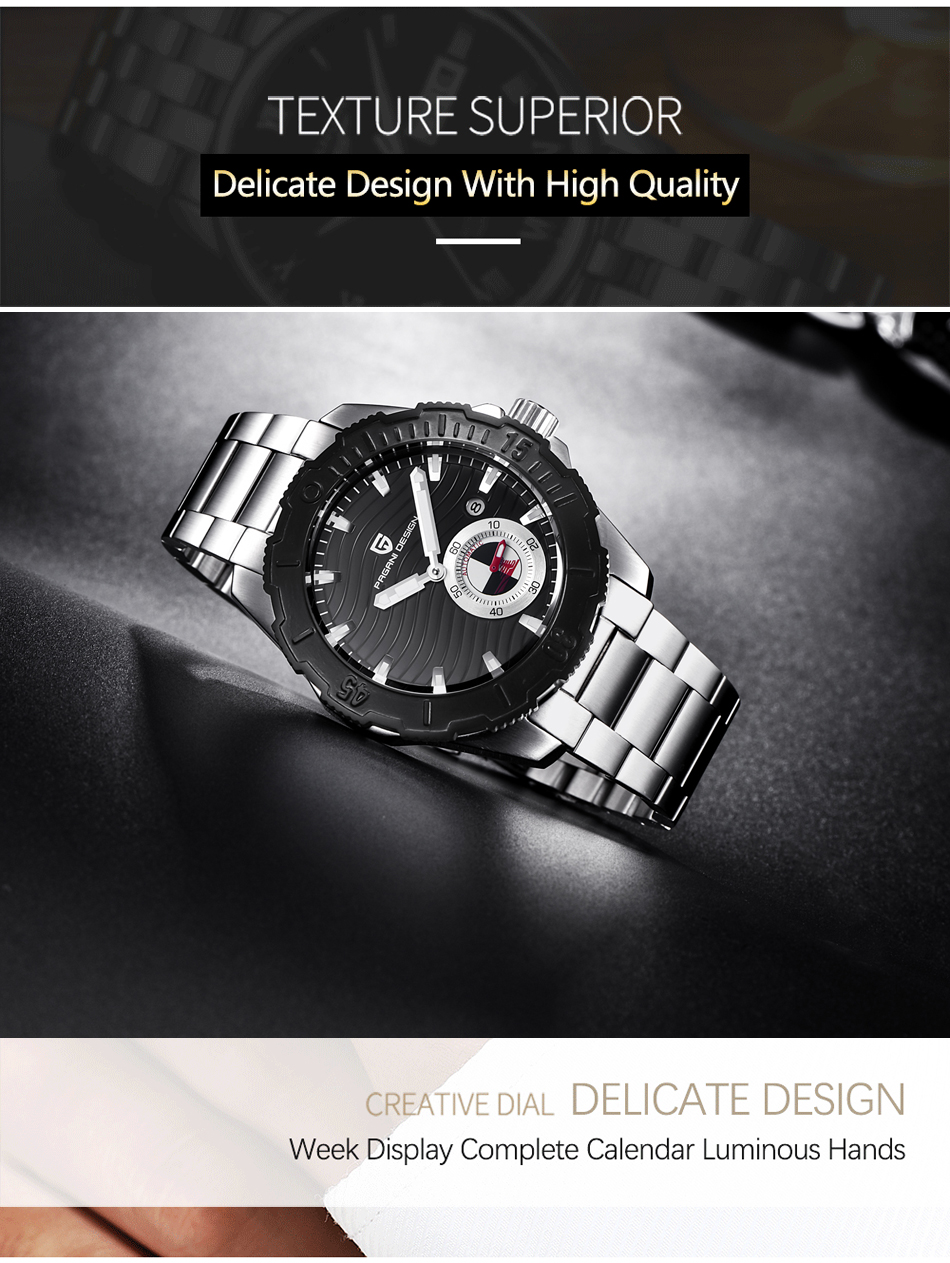 TEXTURE SUPERIOR
Delicate Design With High Quality
15
8
PAGANI DESIGN
10
20
30
40
50
60
45
CREATIVE DIAL DELICATE DESIGN
Week Display Complete Calendar Luminous Hands